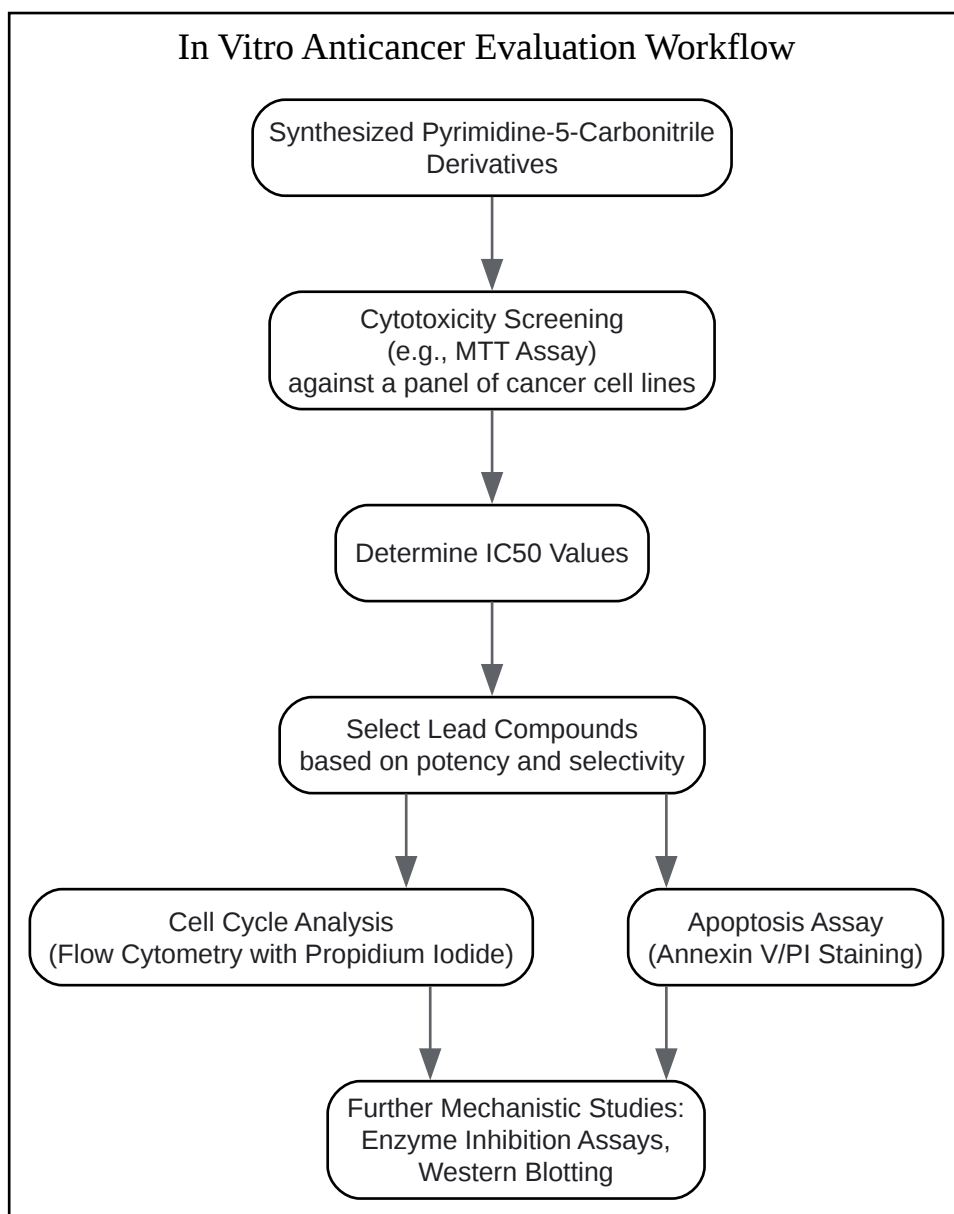 In Vitro Anticancer Evaluation Workflow
Synthesized Pyrimidine-5-Carbonitrile
Derivatives
Cytotoxicity Screening
(e.g., MTT Assay)
against a panel of cancer cell lines
Determine IC50 Values
Select Lead Compounds
based on potency and selectivity
Cell Cycle Analysis
(Flow Cytometry with Propidium Iodide)
Apoptosis Assay
(Annexin V/PI Staining)
Further Mechanistic Studies:
Enzyme Inhibition Assays,
Western Blotting